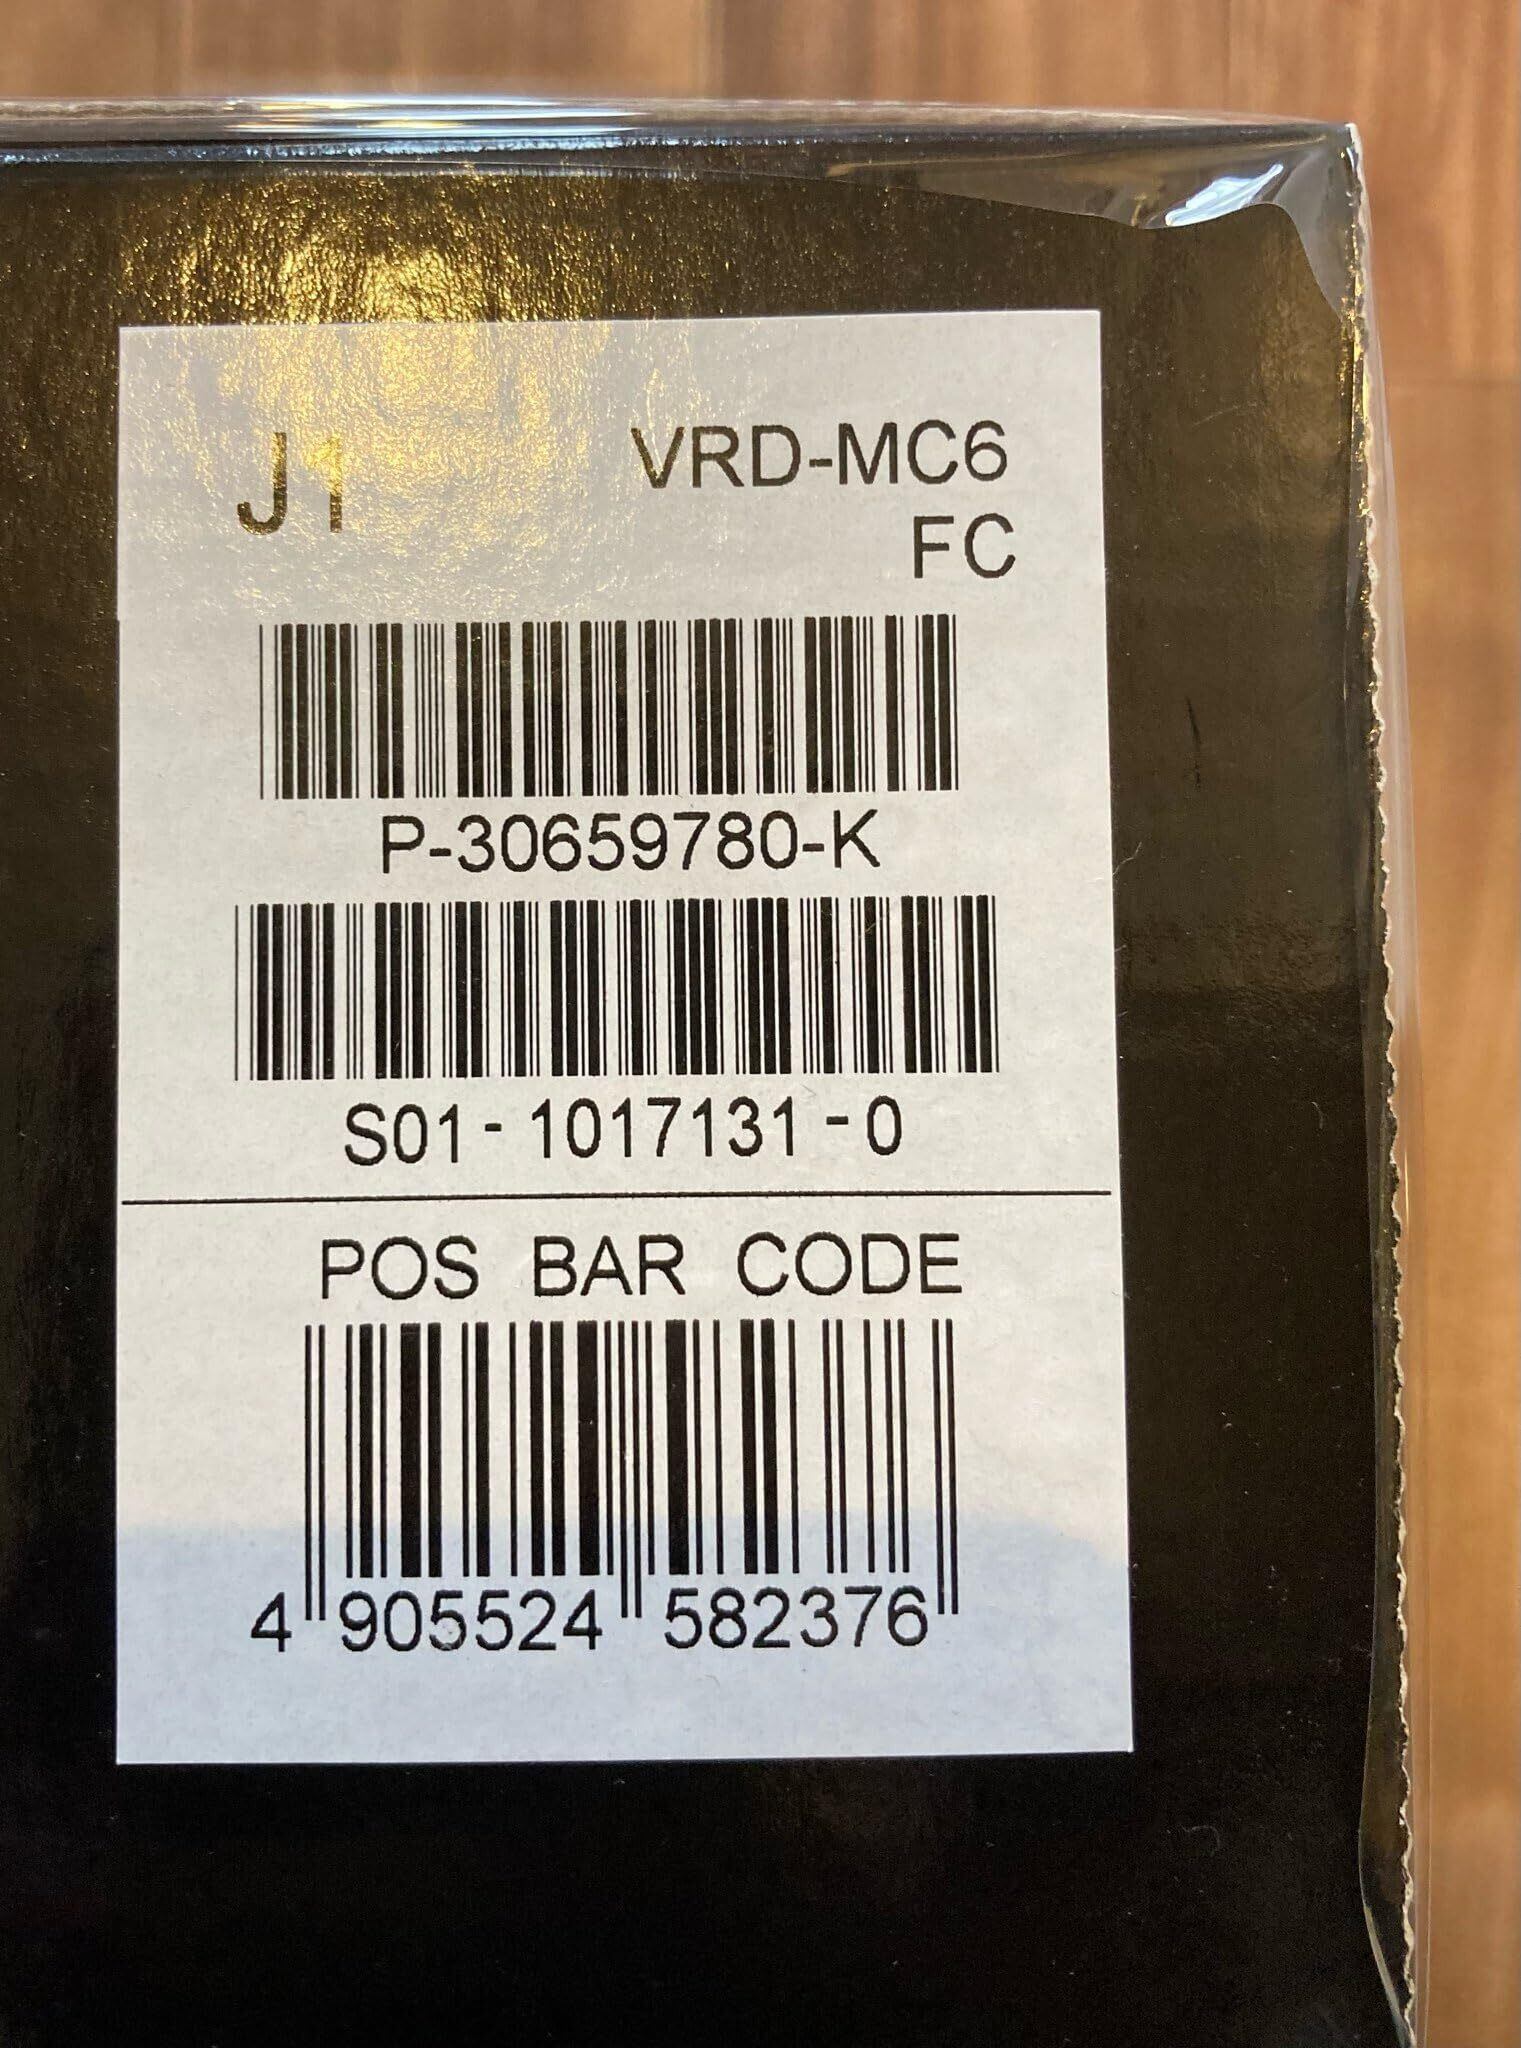 J1 VRD-MC6
FC
P-30659780-K
S01-1017131-0
POS BAR CODE
4 905524 582376